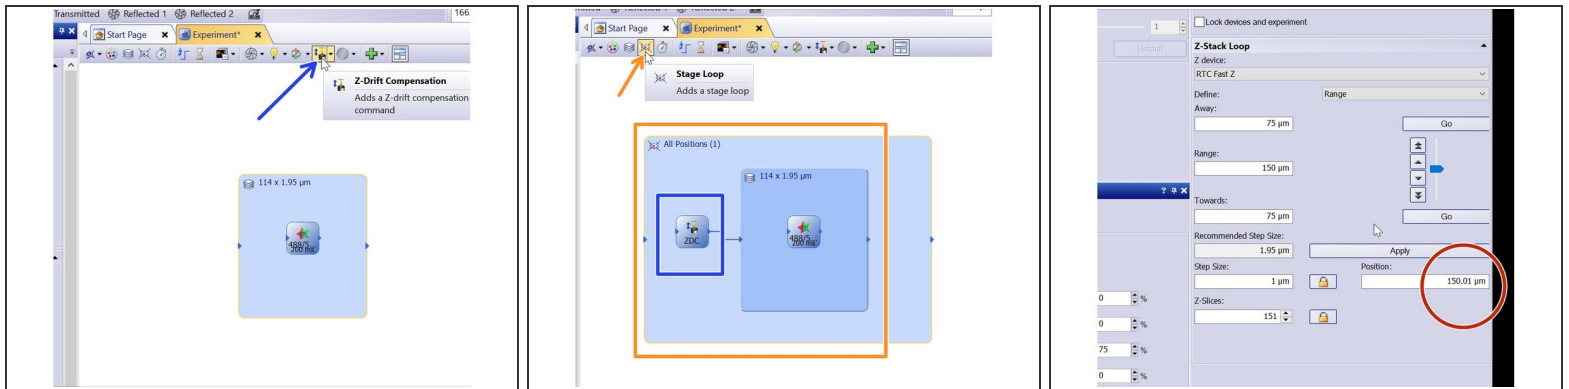 Transmitted Reflected 1 Reflected 2
166.
Start Page x Experiment* x
Z-Drift Compensation
Adds a Z-drift compensation
command
114 x 1.95 µm
488/5
200 ms
Start Page x Experiment* x
Stage Loop
Adds a stage loop
All Positions (1)
114 x 1.95 µm
ZDC
488/5
200 ms
1
Default
? x
0 %
0 %
75 %
0 %
Lock devices and experiment
Z-Stack Loop
Z device:
RTC Fast Z
Define: Range
Away:
75 µm Go
Range:
150 µm
Towards:
75 µm Go
Recommended Step Size:
1.95 µm Apply
Step Size: Position:
1 µm 150.01 µm
Z-Slices:
151